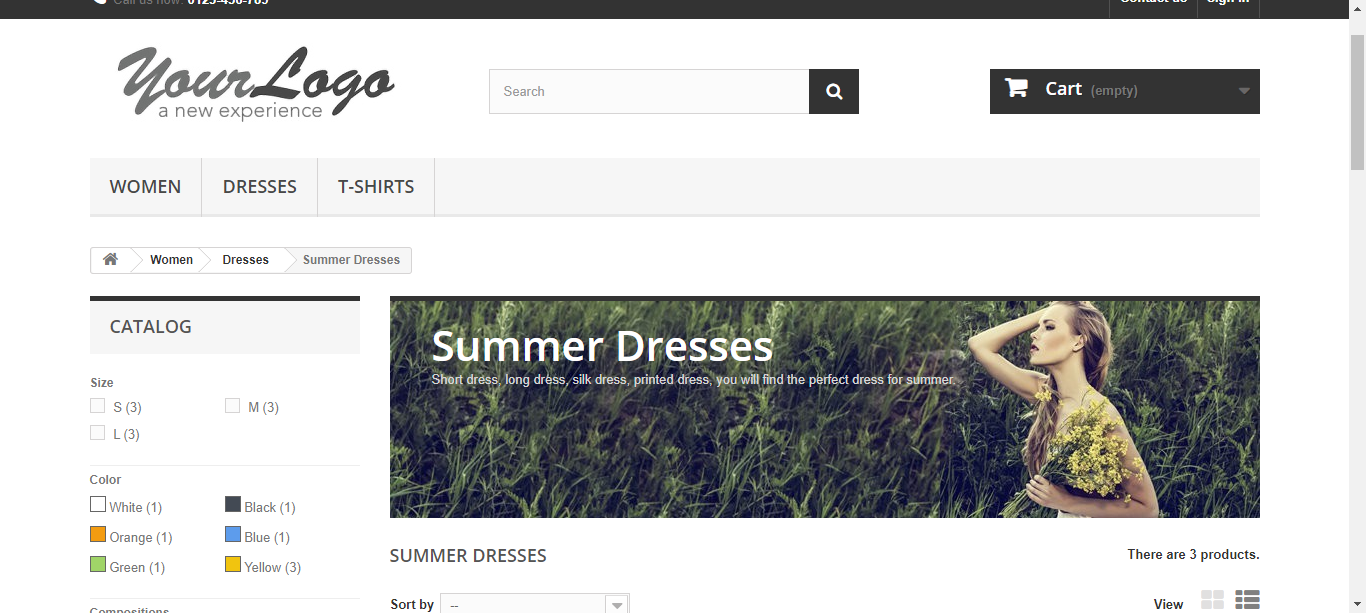 Call us now: 0123-456-789
Contact us Sign in
YourLogo
a new experience
Search
Cart (empty)
WOMEN DRESSES T-SHIRTS
Women Dresses Summer Dresses
CATALOG
Size
S (3) M (3)
L (3)
Color
White (1) Black (1)
Orange (1) Blue (1)
Green (1) Yellow (3)
Compositions
Summer Dresses
Short dress, long dress, silk dress, printed dress, you will find the perfect dress for summer.
SUMMER DRESSES
There are 3 products.
Sort by --
View